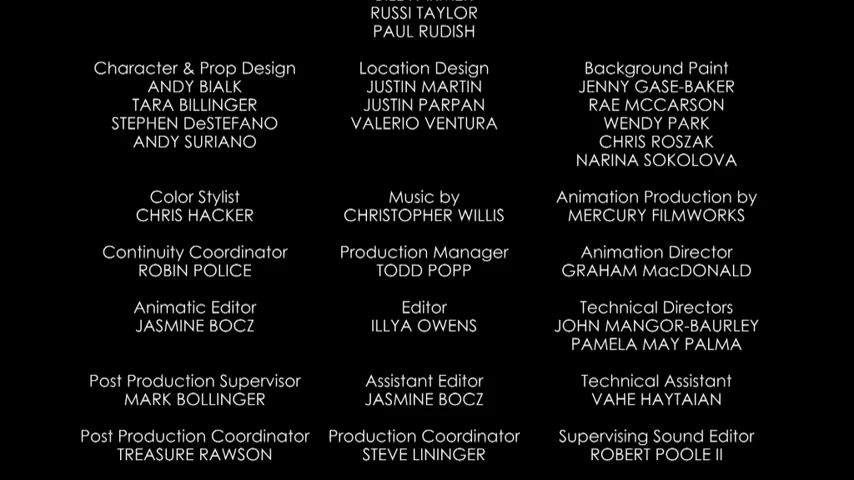 RUSSI TAYLOR
PAUL RUDISH
Character & Prop Design
ANDY BIALK
TARA BILLINGER
STEPHEN DeSTEFANO
ANDY SURIANO
Location Design
JUSTIN MARTIN
JUSTIN PARPAN
VALERIO VENTURA
Background Paint
JENNY GASE-BAKER
RAE MCCARSON
WENDY PARK
CHRIS ROSZAK
NARINA SOKOLOVA
Color Stylist
CHRIS HACKER
Music by
CHRISTOPHER WILLIS
Animation Production by
MERCURY FILMWORKS
Continuity Coordinator
ROBIN POLICE
Production Manager
TODD POPP
Animation Director
GRAHAM MacDONALD
Animatic Editor
JASMINE BOCZ
Editor
ILLYA OWENS
Technical Directors
JOHN MANGOR-BAURLEY
PAMELA MAY PALMA
Post Production Supervisor
MARK BOLLINGER
Assistant Editor
JASMINE BOCZ
Technical Assistant
VAHE HAYTAIAN
Post Production Coordinator
TREASURE RAWSON
Production Coordinator
STEVE LININGER
Supervising Sound Editor
ROBERT POOLE II